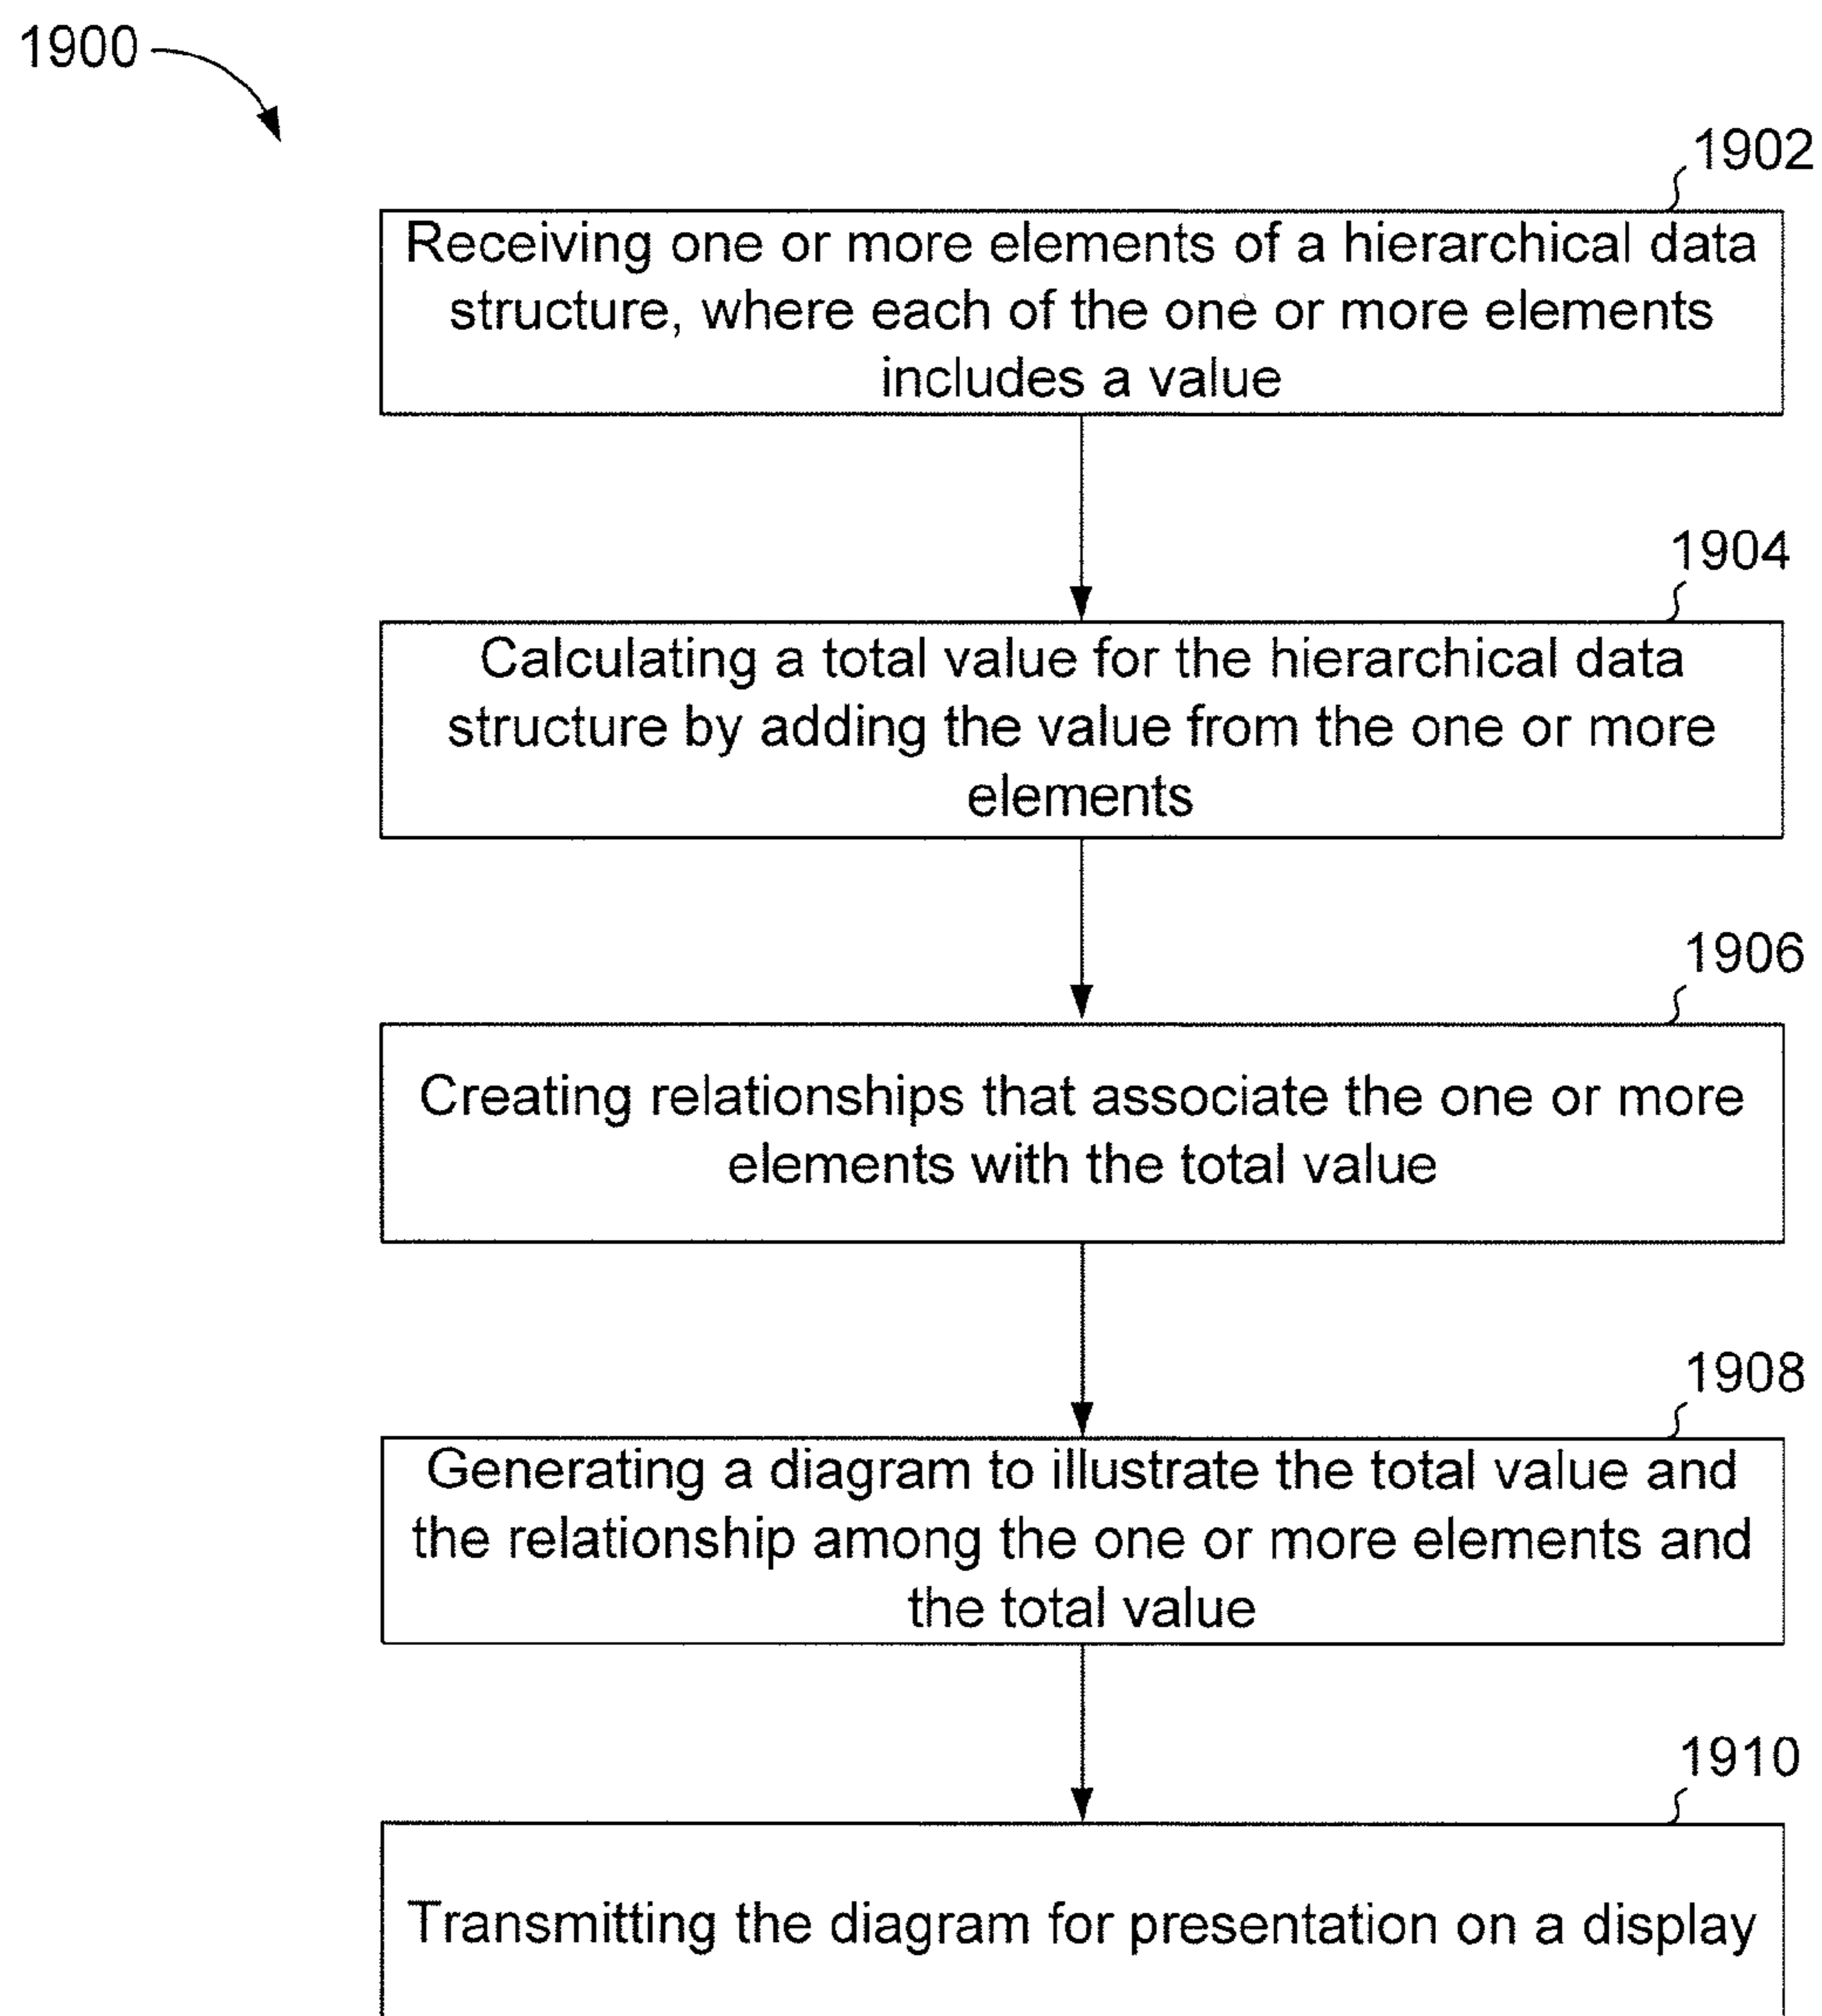 1900
1902
Receiving one or more elements of a hierarchical data
structure, where each of the one or more elements
includes a value
1904
Calculating a total value for the hierarchical data
structure by adding the value from the one or more
elements
1906
Creating relationships that associate the one or more
elements with the total value
1908
Generating a diagram to illustrate the total value and
the relationship among the one or more elements and
the total value
1910
Transmitting the diagram for presentation on a display